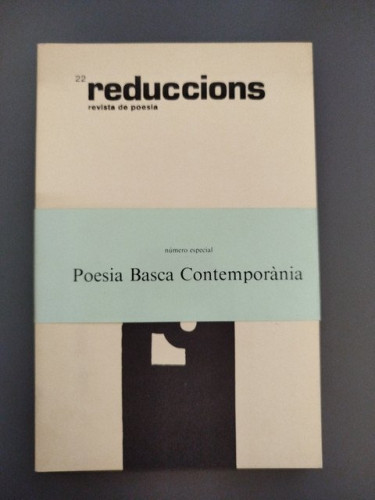 22 reduccions
revista de poesia
número especial
Poesia Basca Contemporània